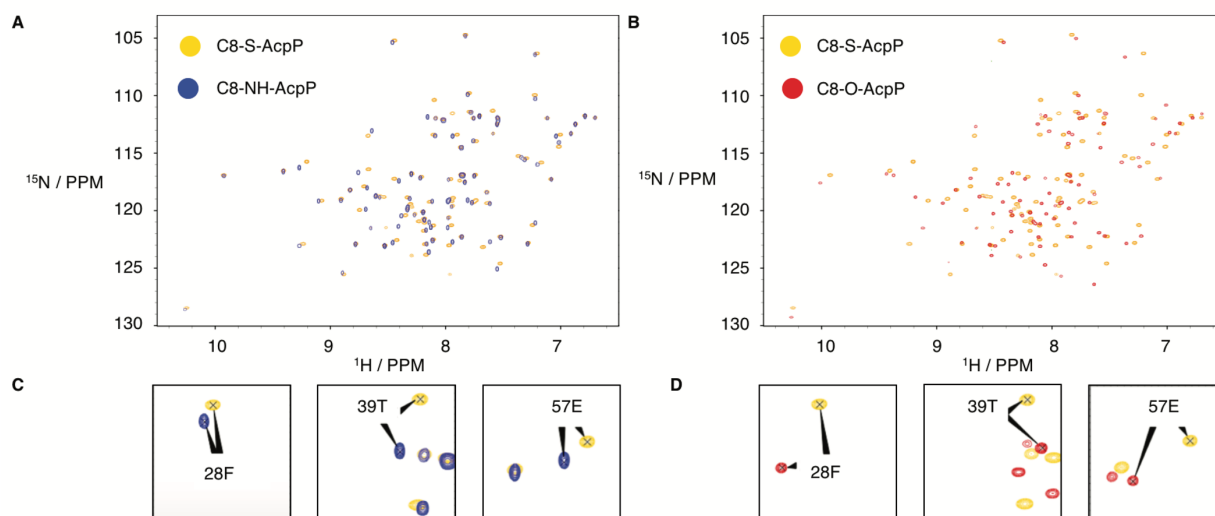 A
C8-S-AcpP
C8-NH-AcpP
105
110
115
120
125
130
¹⁵N / PPM
10
9
8
7
¹H / PPM
B
C8-S-AcpP
C8-O-AcpP
105
110
115
120
125
130
¹⁵N / PPM
10
9
8
7
¹H / PPM
C
28F
39T
57E
D
28F
39T
57E